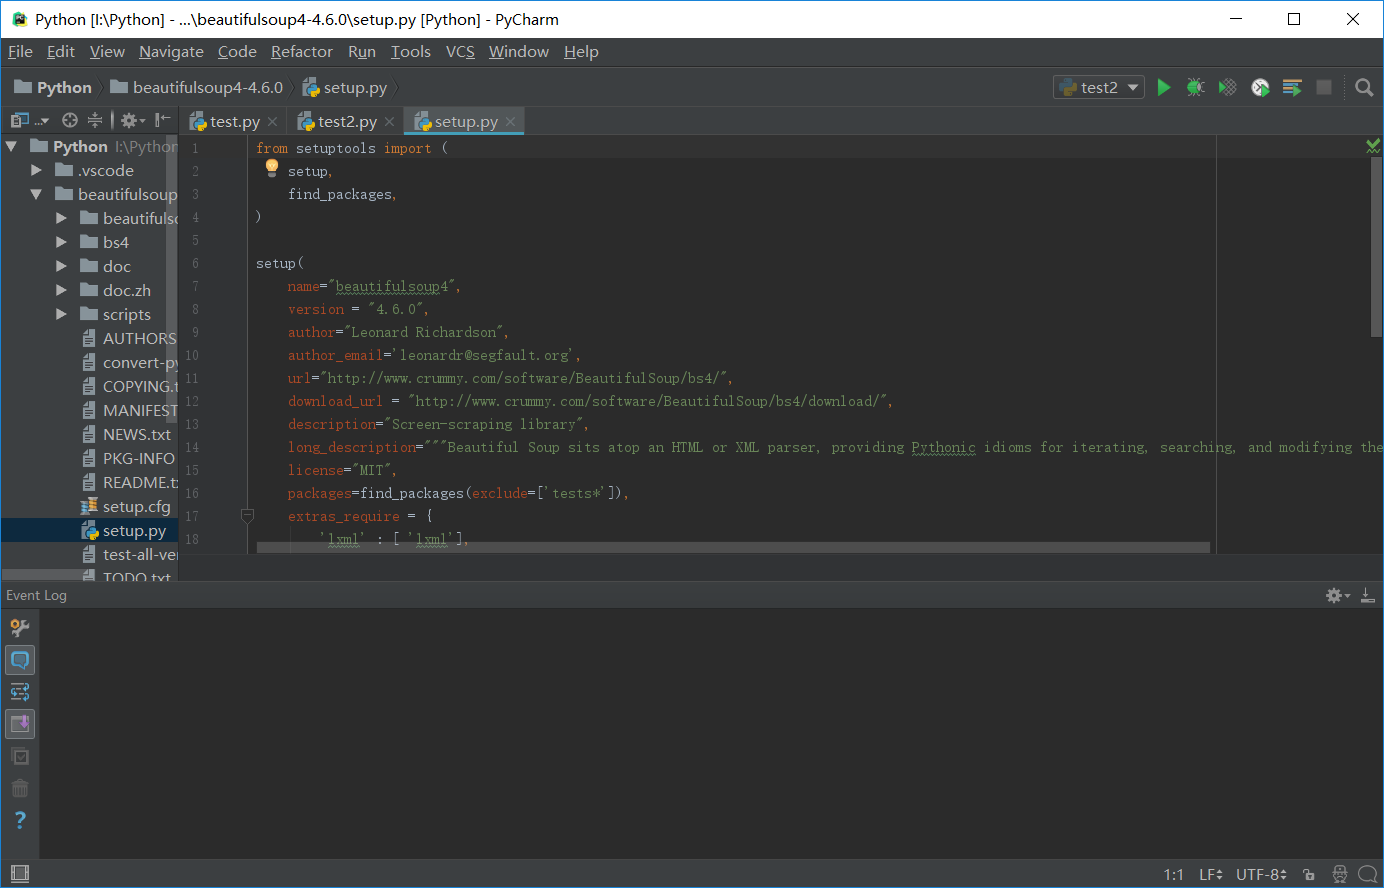 Python [I:\Python] - ...\beautifulsoup4-4.6.0\setup.py [Python] - PyCharm
File Edit View Navigate Code Refactor Run Tools VCS Window Help
Python beautifulsoup4-4.6.0 setup.py test2
test.py test2.py setup.py
Python I:\Python
.vscode
beautifulsoup
beautifulso
bs4
doc
doc.zh
scripts
AUTHORS
convert-py
COPYING.t
MANIFEST
NEWS.txt
PKG-INFO
README.t
setup.cfg
setup.py
test-all-ver
TODO.txt
1 from setuptools import (
2 setup,
3 find_packages,
4 )
5
6 setup(
7 name="beautifulsoup4",
8 version = "4.6.0",
9 author="Leonard Richardson",
10 author_email='leonardr@segfault.org',
11 url="http://www.crummy.com/software/BeautifulSoup/bs4/",
12 download_url = "http://www.crummy.com/software/BeautifulSoup/bs4/download/",
13 description="Screen-scraping library",
14 long_description="""Beautiful Soup sits atop an HTML or XML parser, providing Pythonic idioms for iterating, searching, and modifying the
15 license="MIT",
16 packages=find_packages(exclude=['tests*']),
17 extras_require = {
18 'lxml' : [ 'lxml'],
Event Log
1:1 LF UTF-8